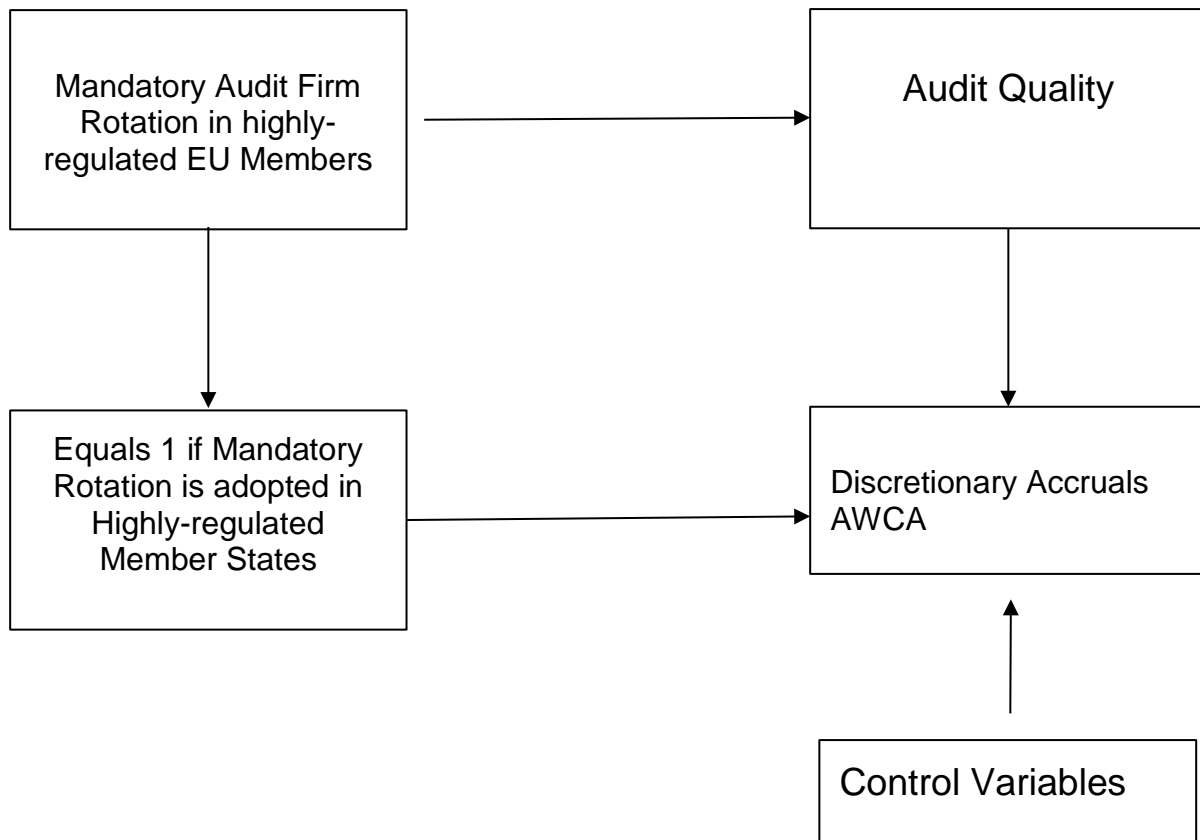 Mandatory Audit Firm
Rotation in highly-
regulated EU Members
Audit Quality
Equals 1 if Mandatory
Rotation is adopted in
Highly-regulated
Member States
Discretionary Accruals
AWCA
Control Variables